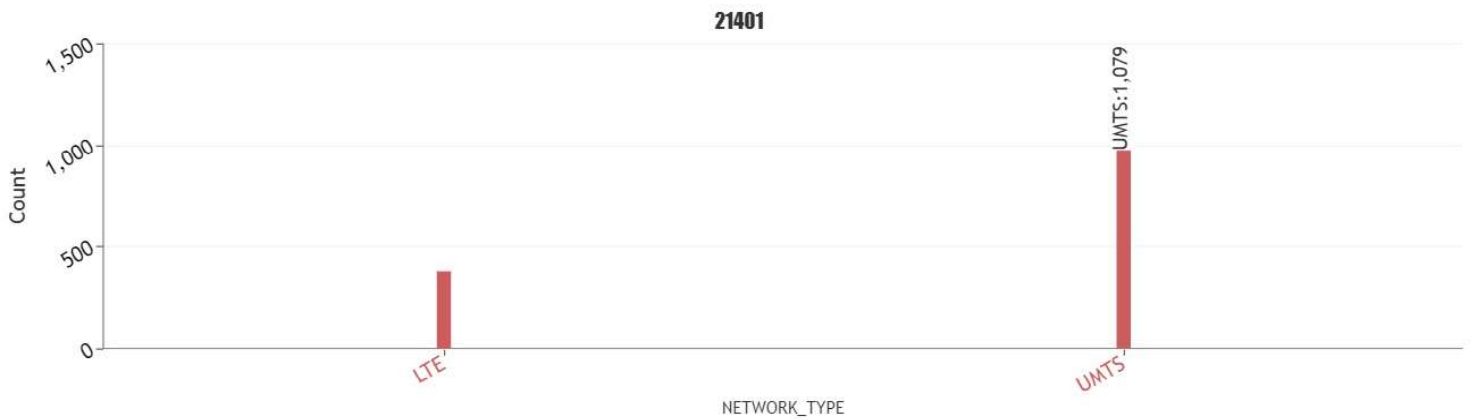 21401
1,500
1,000
500
0
Count
UMTS:1,079
LTE
UMTS
NETWORK_TYPE